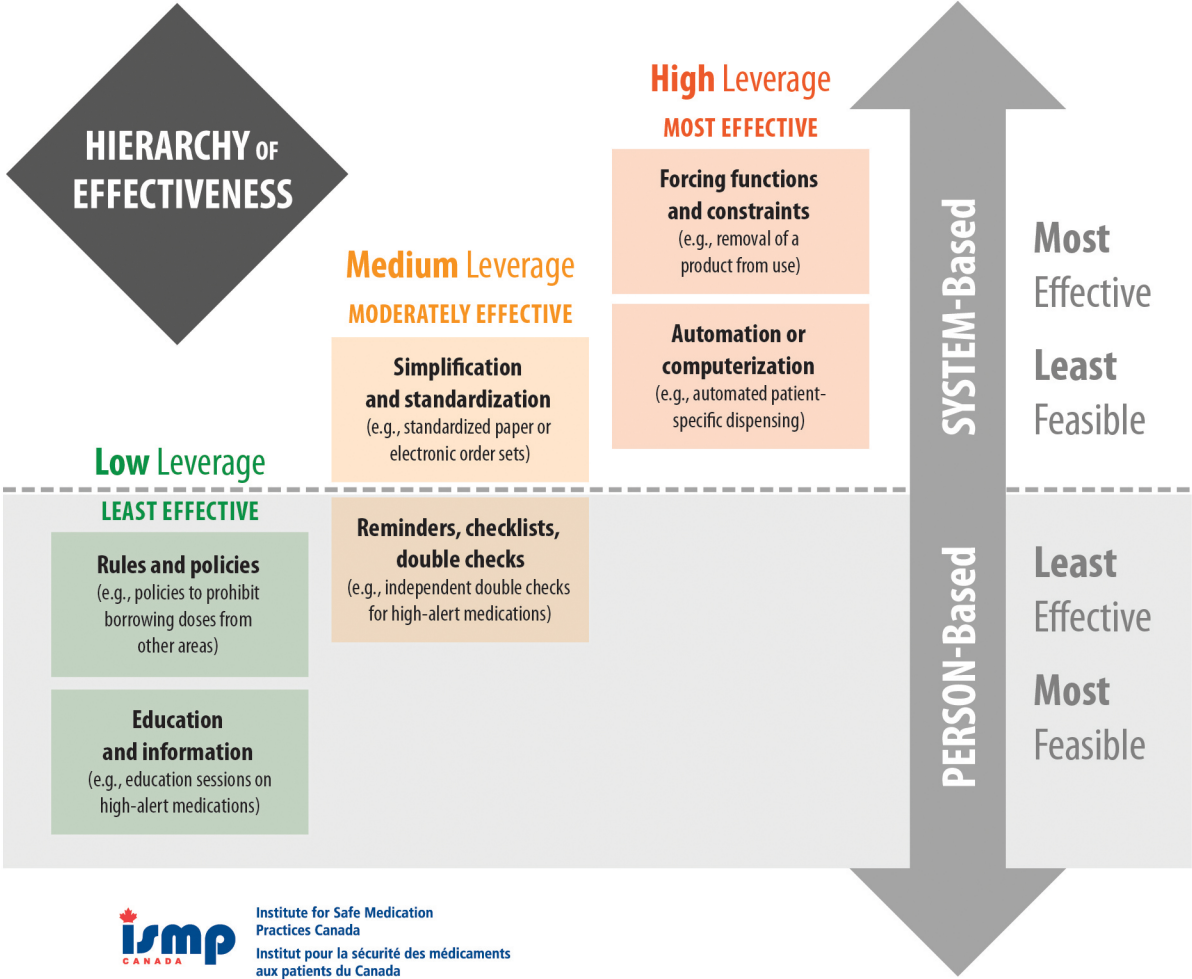 HIERARCHY OF
EFFECTIVENESS
High Leverage
MOST EFFECTIVE
Forcing functions
and constraints
(e.g., removal of a
product from use)
Automation or
computerization
(e.g., automated patient-
specific dispensing)
Medium Leverage
MODERATELY EFFECTIVE
Simplification
and standardization
(e.g., standardized paper or
electronic order sets)
Reminders, checklists,
double checks
(e.g., independent double checks
for high-alert medications)
Low Leverage
LEAST EFFECTIVE
Rules and policies
(e.g., policies to prohibit
borrowing doses from
other areas)
Education
and information
(e.g., education sessions on
high-alert medications)
SYSTEM-Based
PERSON-Based
Most
Effective
Least
Feasible
Least
Effective
Most
Feasible
ismp
CANADA
Institute for Safe Medication
Practices Canada
Institut pour la sécurité des médicaments
aux patients du Canada